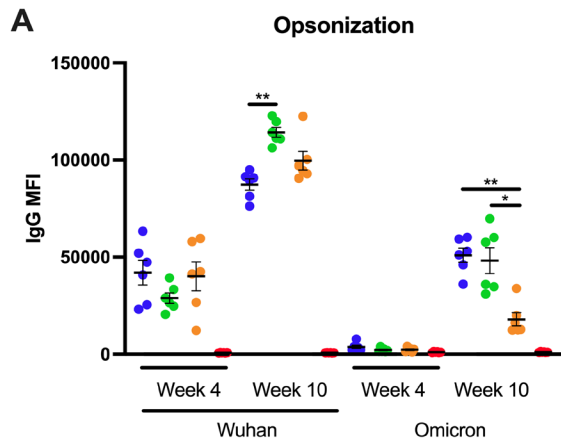 A
Opsonization
IgG MFI
150000
100000
50000
0
**
**
*
Week 4 Week 10 Week 4 Week 10
Wuhan Omicron